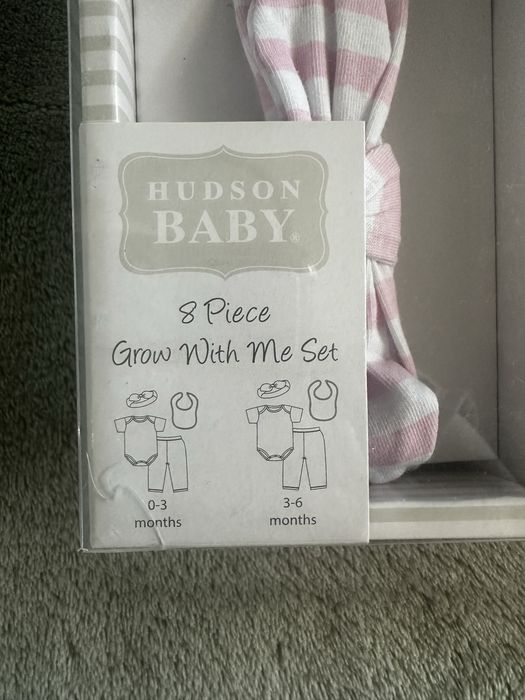 HUDSON
BABY®
8 Piece
Grow With Me Set
0-3
months
3-6
months